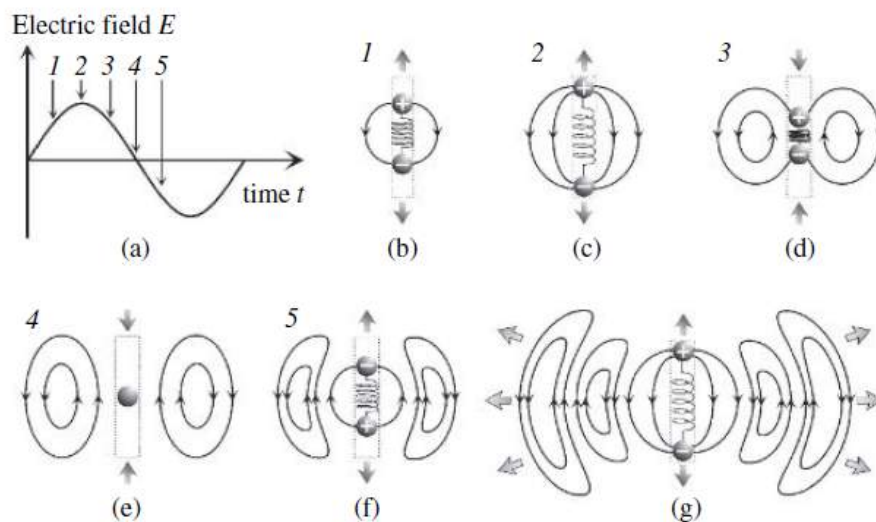 Electric field E
1 2 3 4 5
time t
(a)
1
+
−
(b)
2
+
−
(c)
3
+
−
(d)
4
(e)
5
−
+
(f)
+
−
(g)